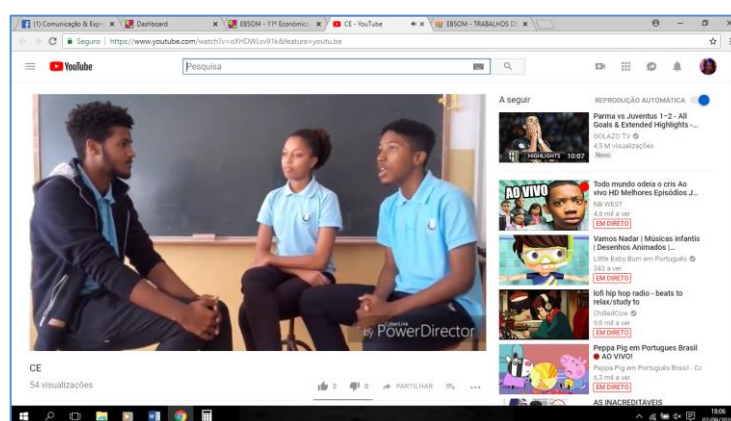 (1) Comunicação & Expre
Dashboard
EBSOM - 11º Económico
CE - YouTube
EBSOM - TRABALHOS D
Seguro
https://www.youtube.com/watch?v=
&feature=youtu.be
YouTube
Pesquisa
by PowerDirector
CyberLink
CE
54 visualizações
2
0
PARTILHAR
A seguir
REPRODUÇÃO AUTOMÁTICA
HIGHLIGHTS 10:07
Parma vs Juventus 1–2 - All
Goals & Extended Highlights -...
GOLAZO TV
4,5 M visualizações
Novo
AO VIVO
Todo mundo odeia o cris Ao
vivo HD Melhores Episódios J...
NB WEST
4,8 mil a ver
EM DIRETO
Vamos Nadar | Músicas infantis
| Desenhos Animados |...
Little Baby Bum em Português
343 a ver
EM DIRETO
lofi hip hop radio - beats to
relax/study to
ChilledCow
9,8 mil a ver
EM DIRETO
Peppa Pig em Portugues Brasil
AO VIVO!
Peppa Pig em Português Brasil - Ca
6,3 mil a ver
EM DIRETO
AS INACREDITÁVEIS
18:06